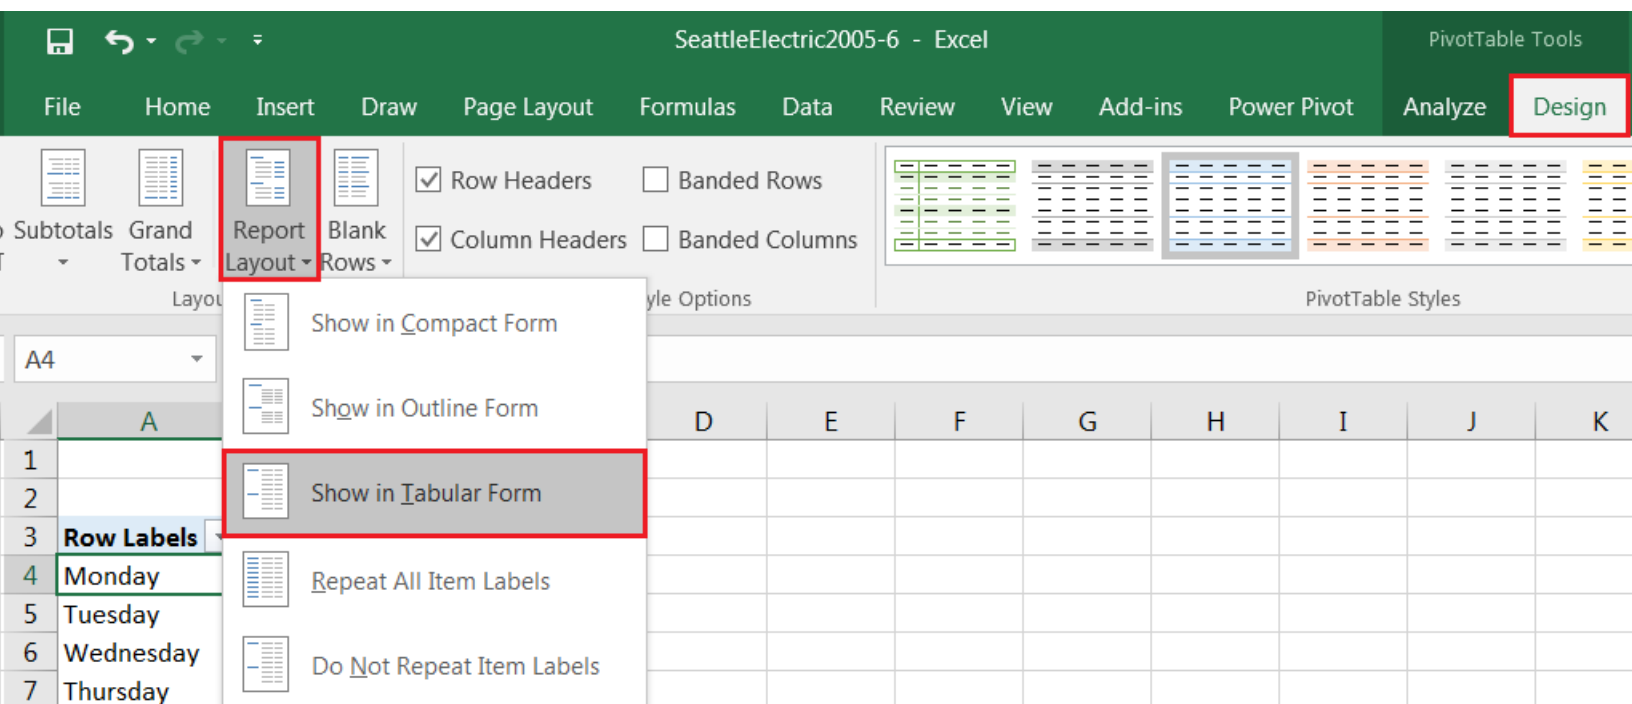 SeattleElectric2005-6 - Excel
PivotTable Tools
File Home Insert Draw Page Layout Formulas Data Review View Add-ins Power Pivot Analyze Design
Subtotals
Grand
Totals
Report
Layout
Blank
Rows
Row Headers
Banded Rows
Column Headers
Banded Columns
Layou
yle Options
PivotTable Styles
Show in Compact Form
A4
Show in Outline Form
A D E F G H I J K
1
Show in Tabular Form
2
3 Row Labels
4 Monday
Repeat All Item Labels
5 Tuesday
6 Wednesday
Do Not Repeat Item Labels
7 Thursday